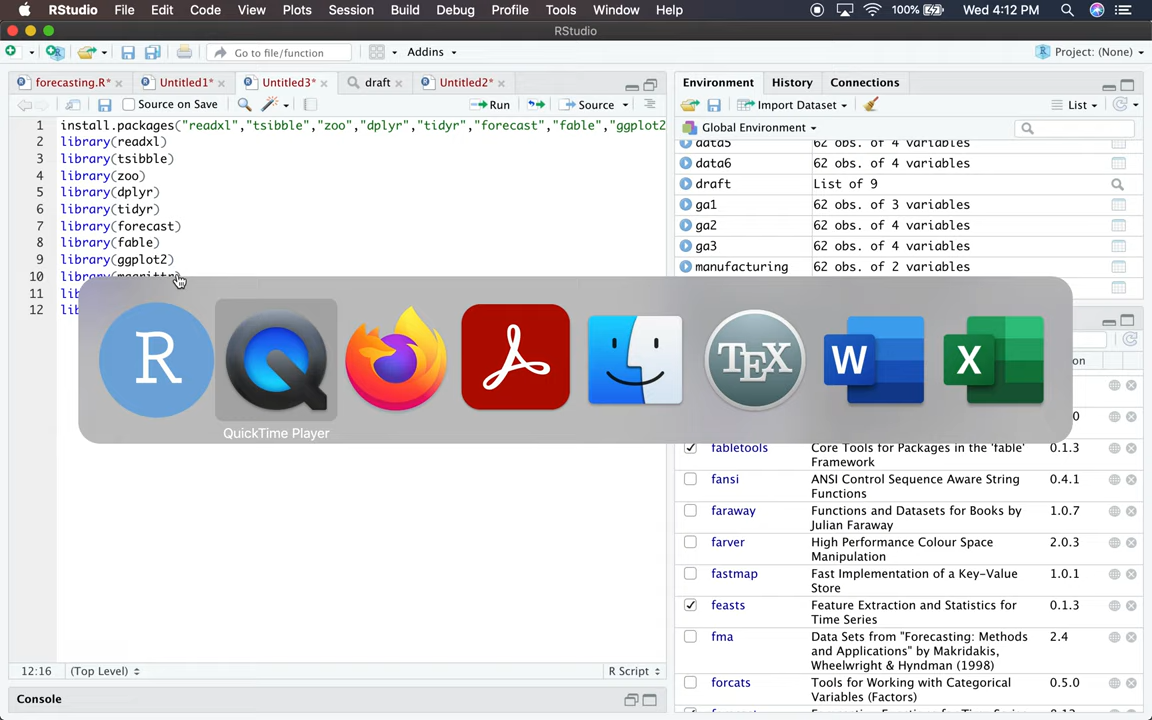 RStudio File Edit Code View Plots Session Build Debug Profile Tools Window Help 100% Wed 4:12 PM
RStudio
Go to file/function Addins Project: (None)
forecasting.R* Untitled1* Untitled3* draft Untitled2* Environment History Connections
Source on Save Run Source Import Dataset List
Global Environment
1 install.packages("readxl","tsibble","zoo","dplyr","tidyr","forecast","fable","ggplot2
2 library(readxl)
3 library(tsibble)
4 library(zoo)
5 library(dplyr)
6 library(tidyr)
7 library(forecast)
8 library(fable)
9 library(ggplot2)
10 library(magrittr)
11 lib
12 lib
data5 62 obs. of 4 variables
data6 62 obs. of 4 variables
draft List of 9
ga1 62 obs. of 3 variables
ga2 62 obs. of 4 variables
ga3 62 obs. of 4 variables
manufacturing 62 obs. of 2 variables
R
TEX
W
X
QuickTime Player
fabletools Core Tools for Packages in the 'fable' Framework 0.1.3
fansi ANSI Control Sequence Aware String Functions 0.4.1
faraway Functions and Datasets for Books by Julian Faraway 1.0.7
farver High Performance Colour Space Manipulation 2.0.3
fastmap Fast Implementation of a Key-Value Store 1.0.1
feasts Feature Extraction and Statistics for Time Series 0.1.3
fma Data Sets from "Forecasting: Methods and Applications" by Makridakis, Wheelwright & Hyndman (1998) 2.4
forcats Tools for Working with Categorical Variables (Factors) 0.5.0
12:16 (Top Level) R Script
Console